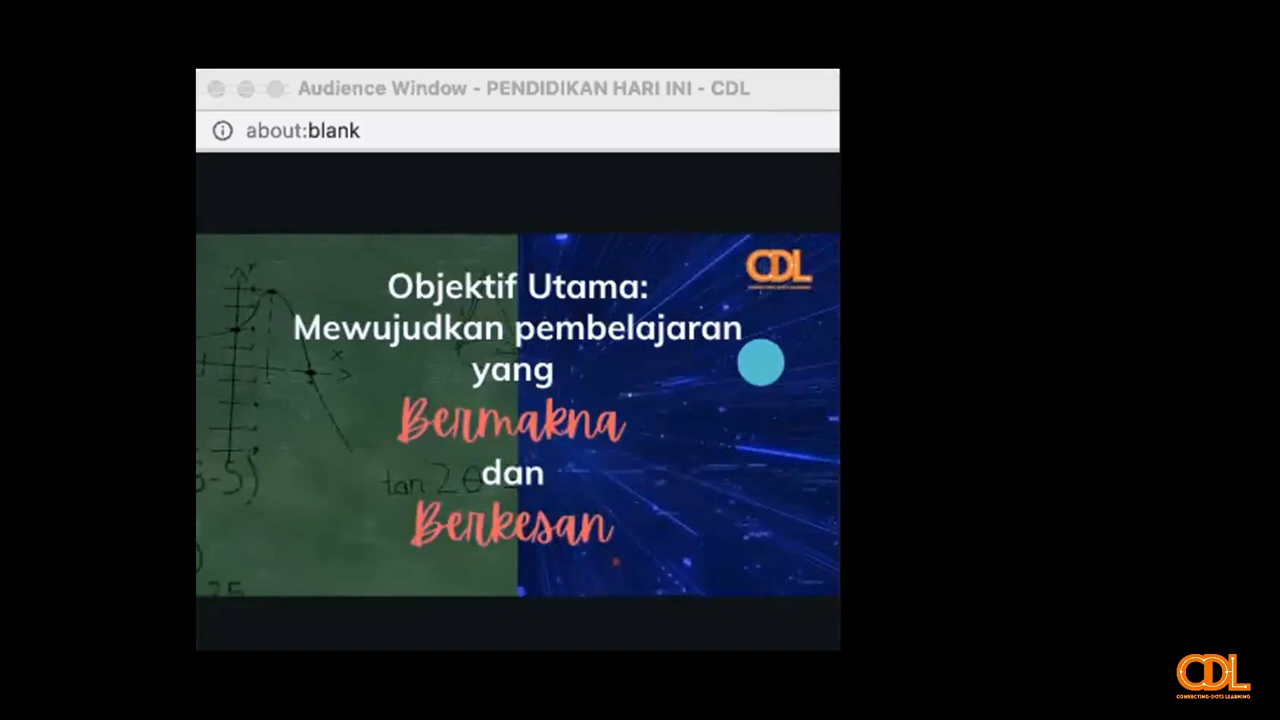 Audience Window - PENDIDIKAN HARI INI - CDL
about:blank
CDL
Objektif Utama:
Mewujudkan pembelajaran
yang
Bermakna
dan
Berkesan
tan 2θ
CDL
CONNECTING-DOTS LEARNING